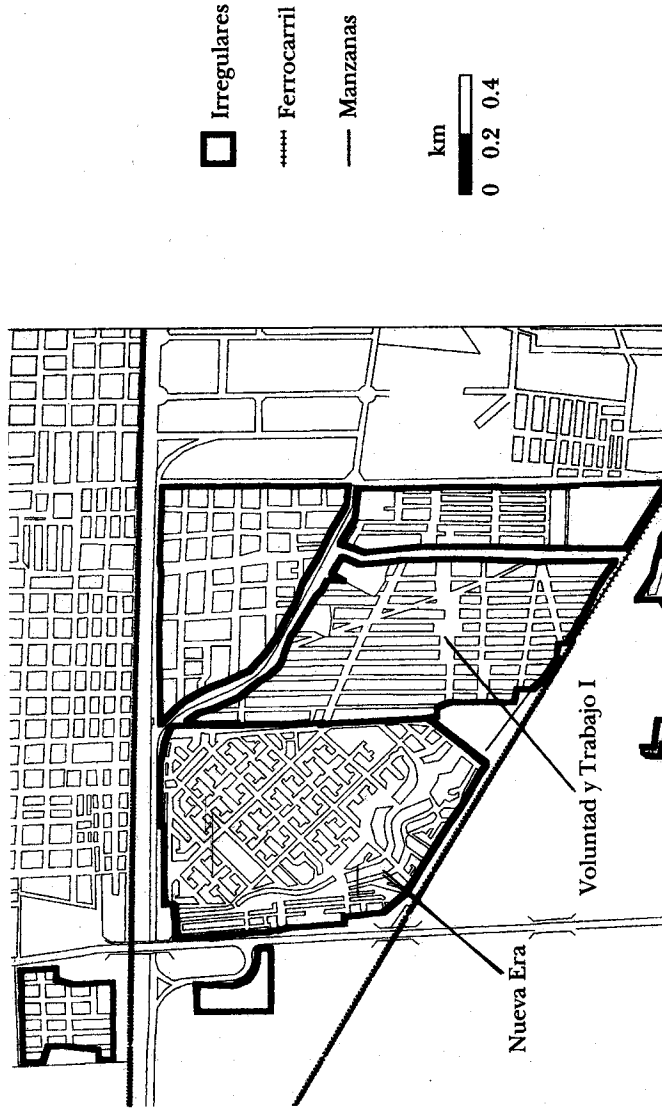 Irregulares
Ferrocarril
Manzanas
km
0 0.2 0.4
Nueva Era
Voluntad y Trabajo I